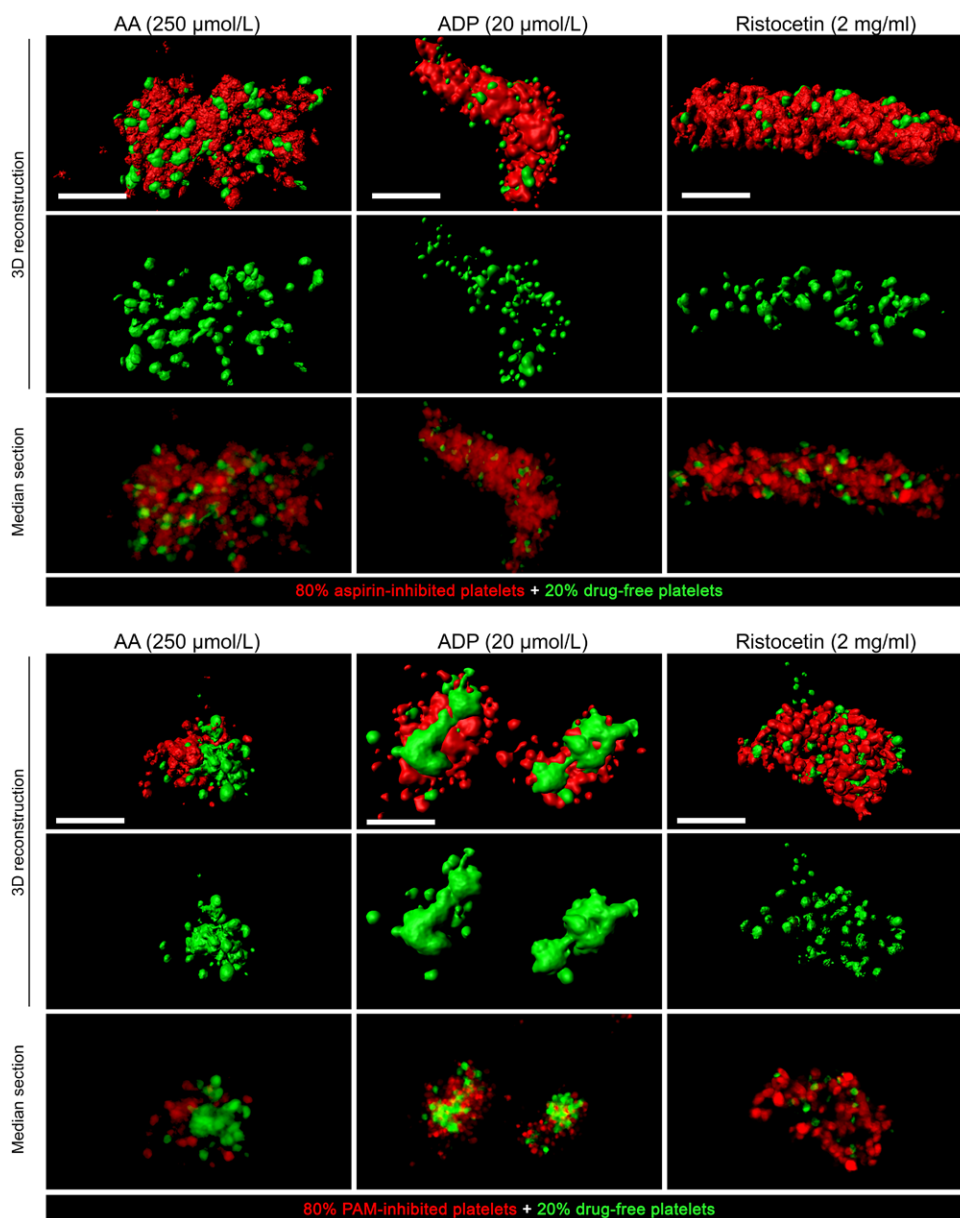 AA (250 µmol/L)
ADP (20 µmol/L)
Ristocetin (2 mg/ml)
3D reconstruction
Median section
80% aspirin-inhibited platelets + 20% drug-free platelets
AA (250 µmol/L)
ADP (20 µmol/L)
Ristocetin (2 mg/ml)
3D reconstruction
Median section
80% PAM-inhibited platelets + 20% drug-free platelets